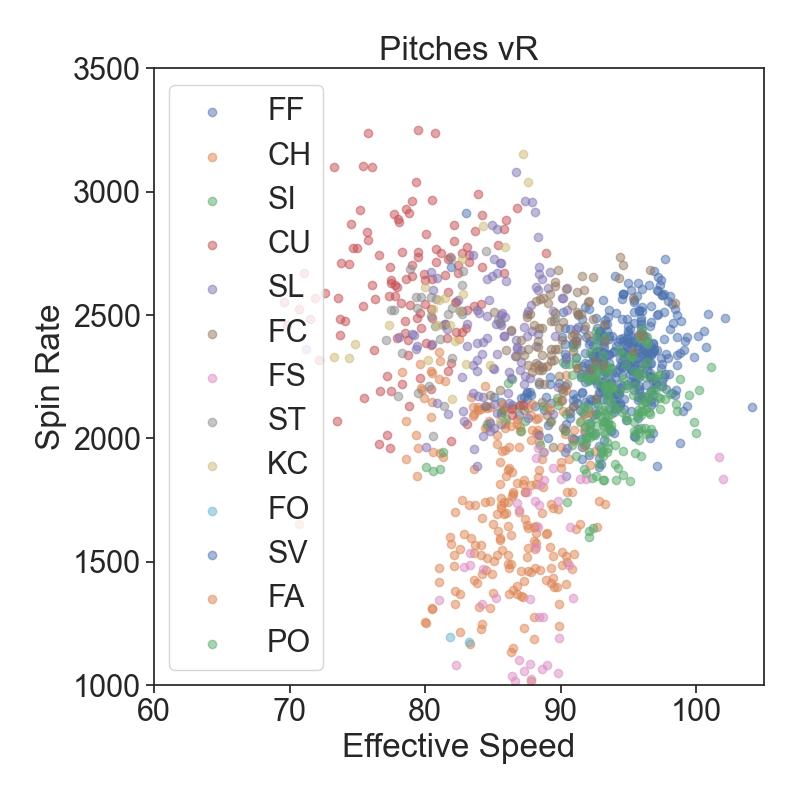 Pitches vR
3500
3000
2500
2000
1500
1000
Spin Rate
FF
CH
SI
CU
SL
FC
FS
ST
KC
FO
SV
FA
PO
60 70 80 90 100
Effective Speed